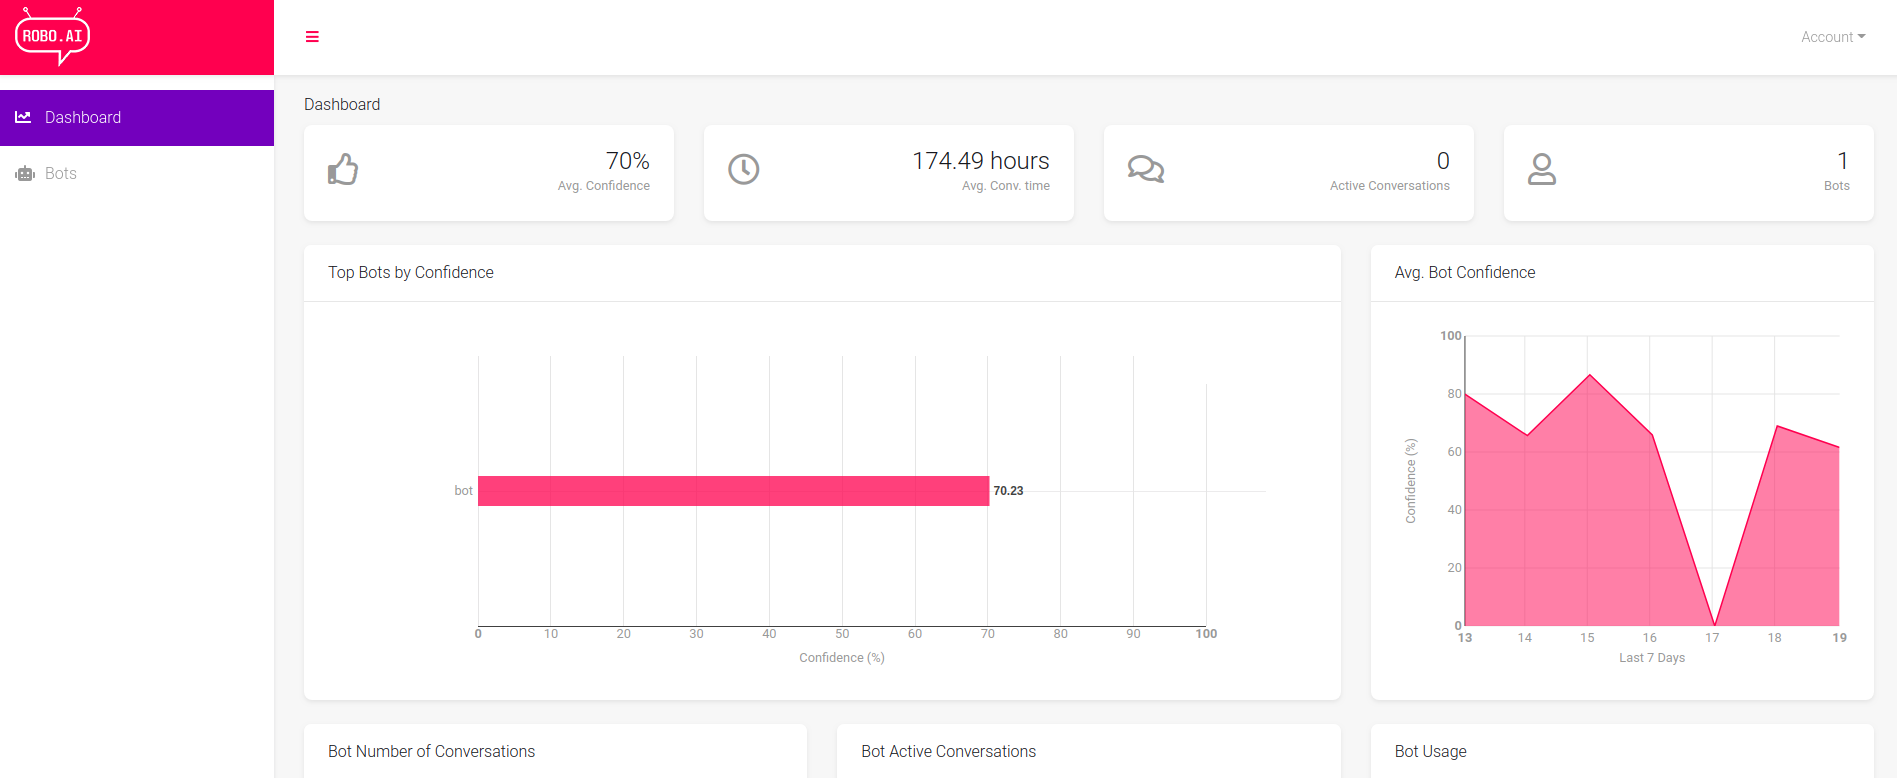 ROBO.AI
Account
Dashboard
Bots
Dashboard
70%
Avg. Confidence
174.49 hours
Avg. Conv. time
0
Active Conversations
1
Bots
Top Bots by Confidence
bot
70.23
0 10 20 30 40 50 60 70 80 90 100
Confidence (%)
Avg. Bot Confidence
100
80
60
40
20
0
Confidence (%)
13 14 15 16 17 18 19
Last 7 Days
Bot Number of Conversations
Bot Active Conversations
Bot Usage